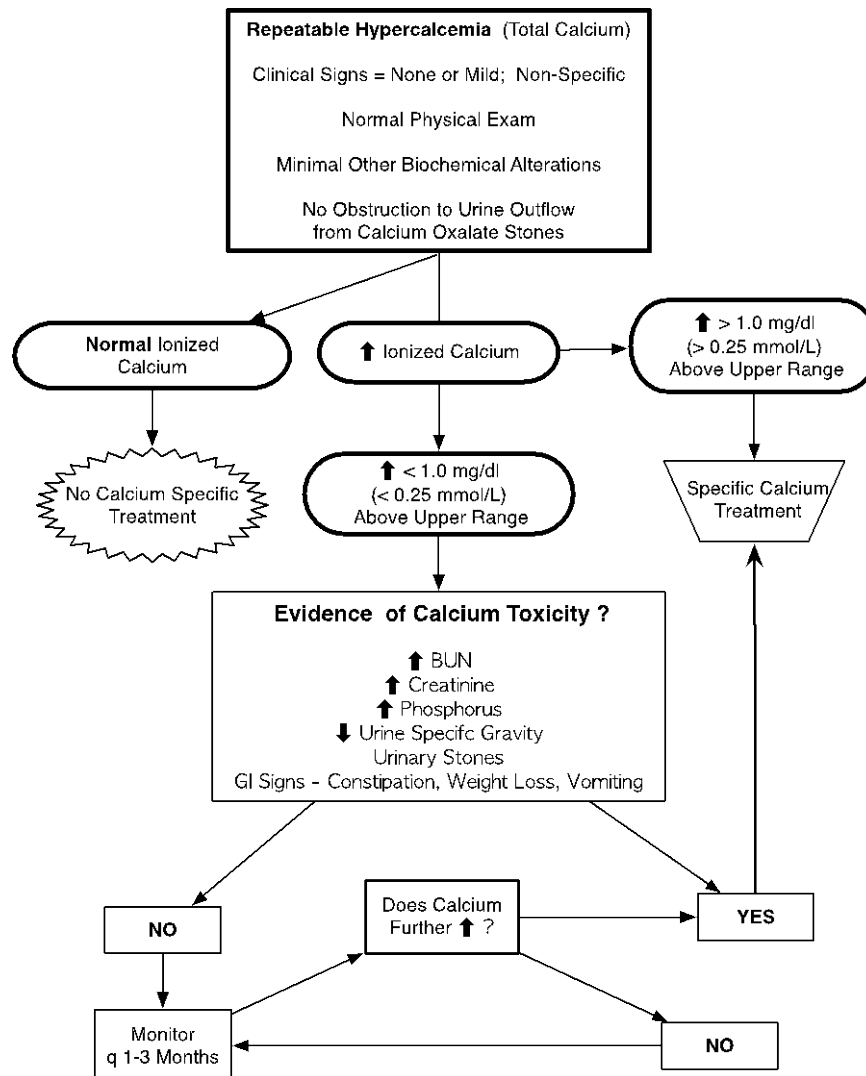 Repeatable Hypercalcemia (Total Calcium)
Clinical Signs = None or Mild; Non-Specific
Normal Physical Exam
Minimal Other Biochemical Alterations
No Obstruction to Urine Outflow
from Calcium Oxalate Stones
Normal Ionized
Calcium
⬆ Ionized Calcium
⬆ > 1.0 mg/dl
(> 0.25 mmol/L)
Above Upper Range
No Calcium Specific
Treatment
⬆ < 1.0 mg/dl
(< 0.25 mmol/L)
Above Upper Range
Specific Calcium
Treatment
Evidence of Calcium Toxicity ?
⬆ BUN
⬆ Creatinine
⬆ Phosphorus
⬇ Urine Specifc Gravity
Urinary Stones
GI Signs - Constipation, Weight Loss, Vomiting
NO
Does Calcium
Further ⬆ ?
YES
Monitor
q 1-3 Months
NO